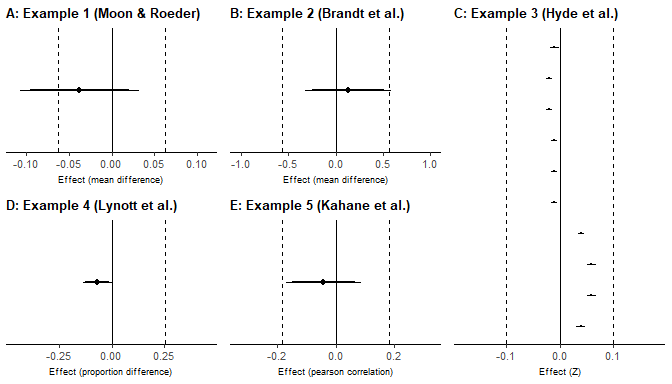 A: Example 1 (Moon & Roeder)
-0.10 -0.05 0.00 0.05 0.10
Effect (mean difference)
B: Example 2 (Brandt et al.)
-1.0 -0.5 0.0 0.5 1.0
Effect (mean difference)
C: Example 3 (Hyde et al.)
-0.1 0.0 0.1
Effect (Z)
D: Example 4 (Lynott et al.)
-0.25 0.00 0.25
Effect (proportion difference)
E: Example 5 (Kahane et al.)
-0.2 0.0 0.2
Effect (pearson correlation)